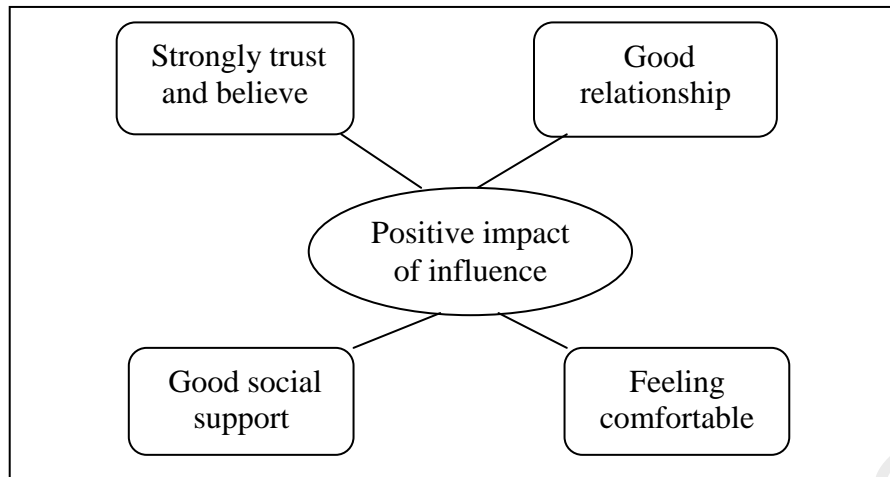 Strongly trust
and believe
Good
relationship
Positive impact
of influence
Good social
support
Feeling
comfortable